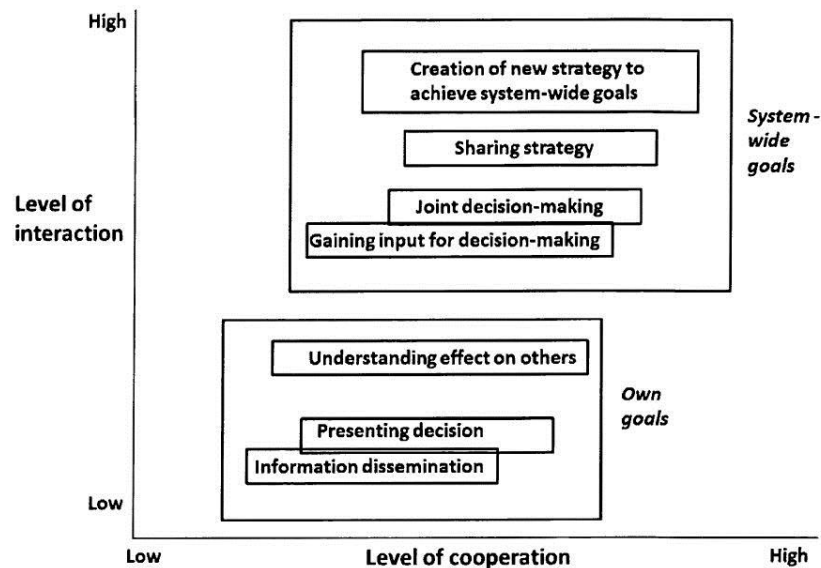 High
Creation of new strategy to
achieve system-wide goals
System -
wide
goals
Sharing strategy
Level of
interaction
Joint decision-making
Gaining input for decision-making
Understanding effect on others
Own
goals
Presenting decision
Information dissemination
Low
Low
Level of cooperation
High